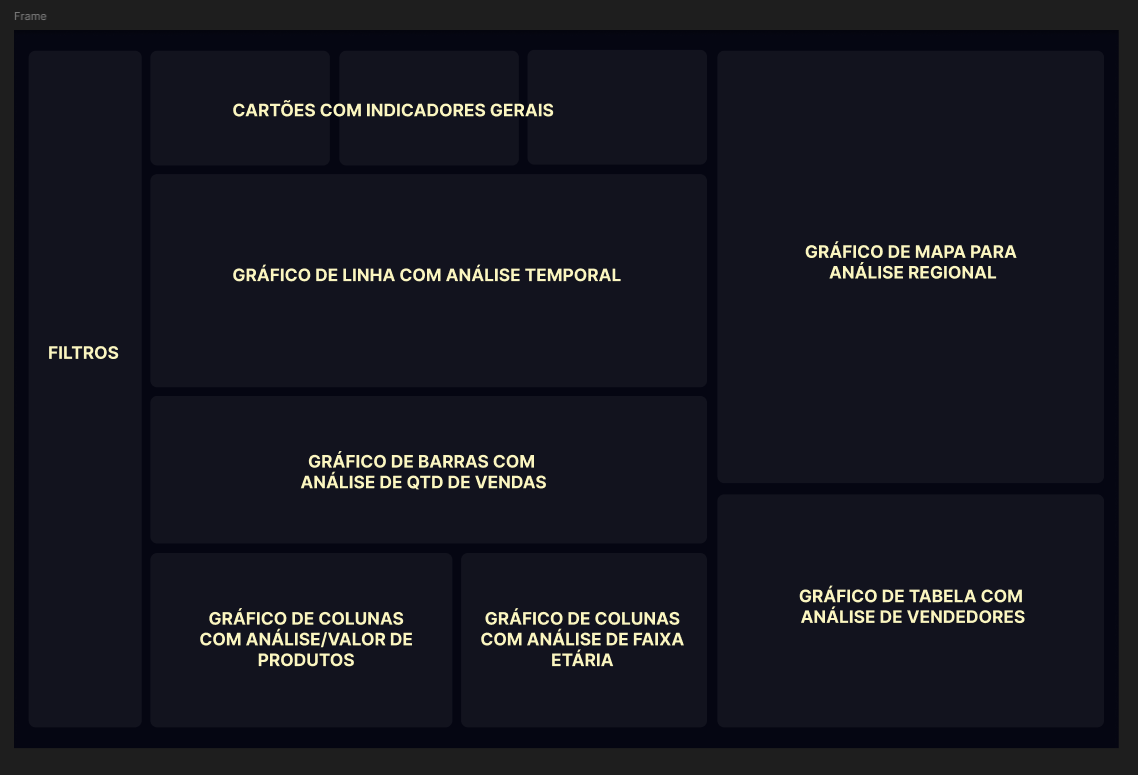 Frame
CARTÕES COM INDICADORES GERAIS
GRÁFICO DE LINHA COM ANÁLISE TEMPORAL
GRÁFICO DE MAPA PARA
ANÁLISE REGIONAL
FILTROS
GRÁFICO DE BARRAS COM
ANÁLISE DE QTD DE VENDAS
GRÁFICO DE COLUNAS
COM ANÁLISE/VALOR DE
PRODUTOS
GRÁFICO DE COLUNAS
COM ANÁLISE DE FAIXA
ETÁRIA
GRÁFICO DE TABELA COM
ANÁLISE DE VENDEDORES